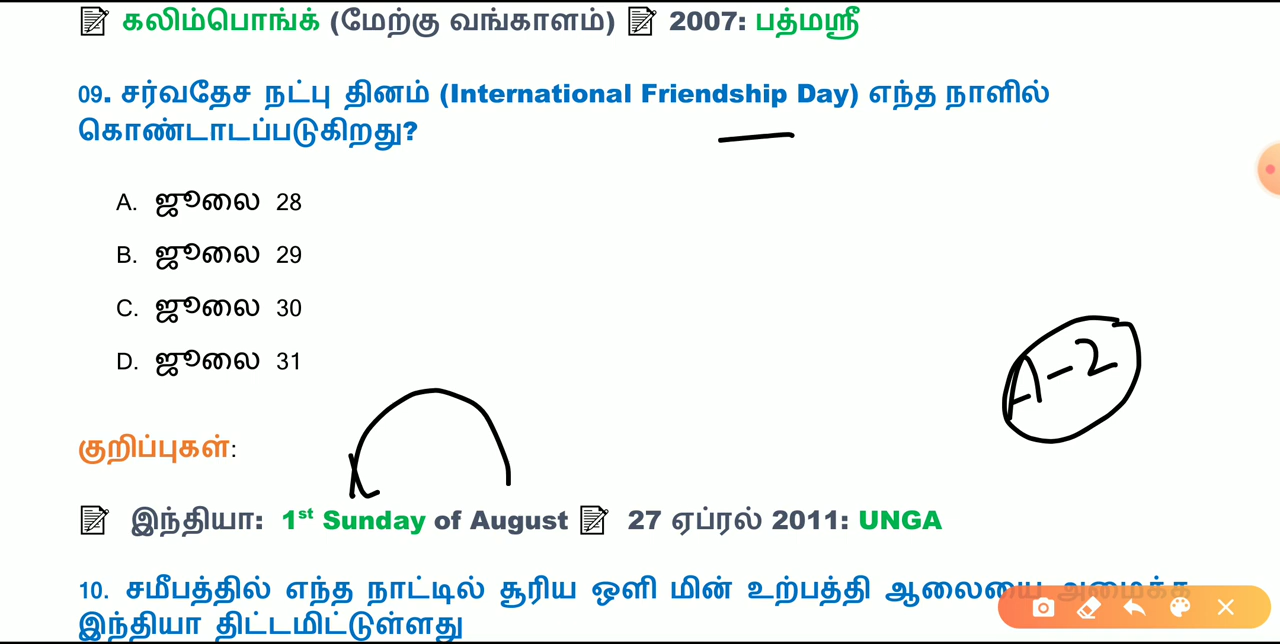 📝 கலிம்பொங்க் (மேற்கு வங்காளம்) 📝 2007: பத்மஸ்ரீ
09. சர்வதேச நட்பு தினம் (International Friendship Day) எந்த நாளில்
கொண்டாடப்படுகிறது?
A. ஜூலை 28
B. ஜூலை 29
C. ஜூலை 30
D. ஜூலை 31
A-2
குறிப்புகள்:
📝 இந்தியா: 1st Sunday of August 📝 27 ஏப்ரல் 2011: UNGA
10. சமீபத்தில் எந்த நாட்டில் சூரிய ஒளி மின் உற்பத்தி ஆலையை அமைக்க
இந்தியா திட்டமிட்டுள்ளது